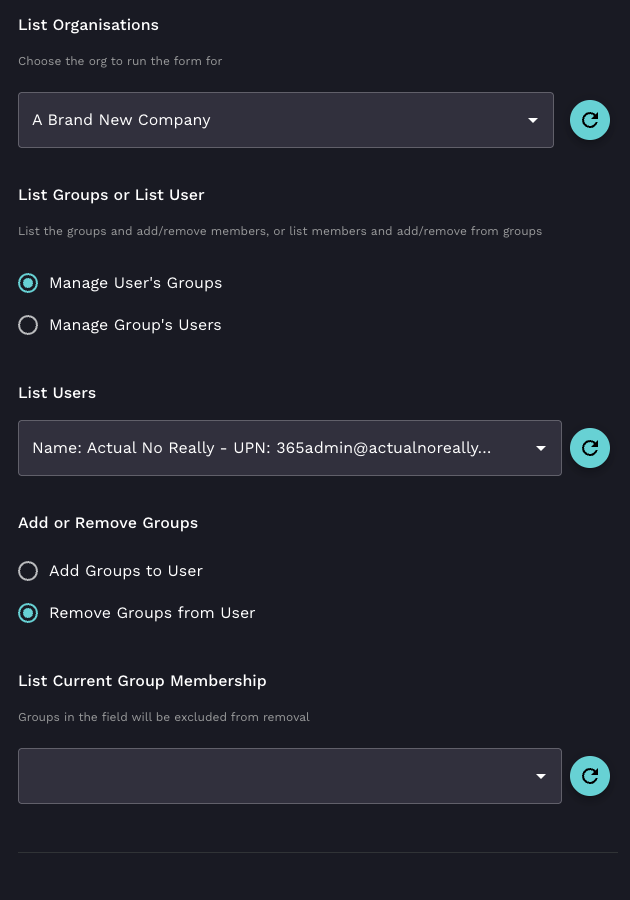 List Organisations
Choose the org to run the form for
A Brand New Company
List Groups or List User
List the groups and add/remove members, or list members and add/remove from groups
Manage User's Groups
Manage Group's Users
List Users
Name: Actual No Really - UPN: 365admin@actualnoreally...
Add or Remove Groups
Add Groups to User
Remove Groups from User
List Current Group Membership
Groups in the field will be excluded from removal